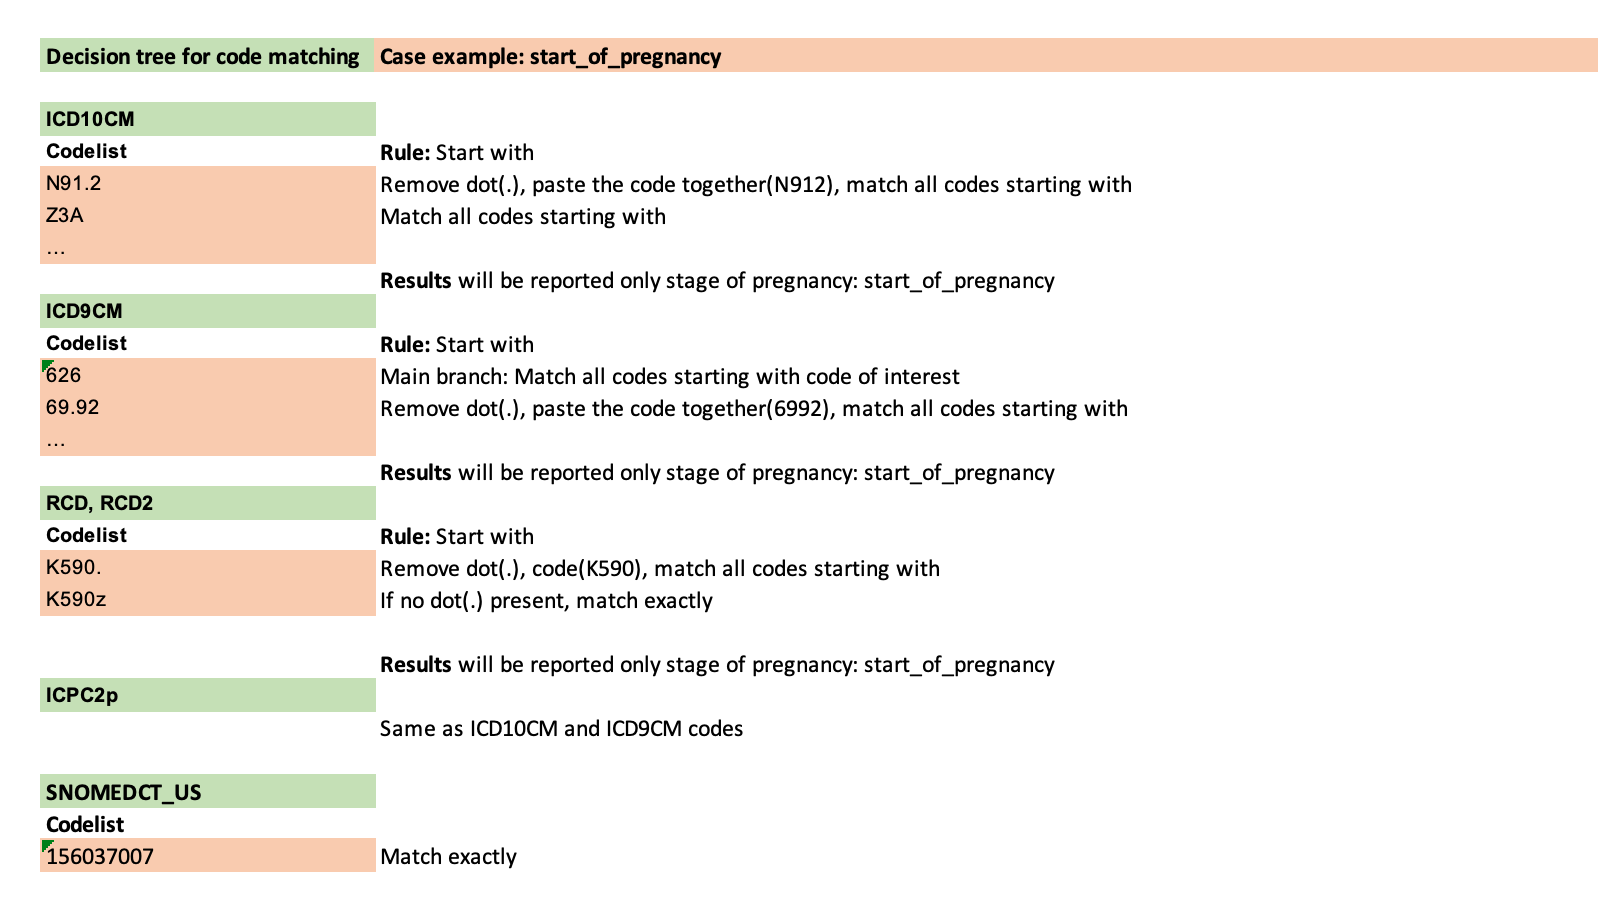 Decision tree for code matching Case example: start_of_pregnancy
ICD10CM
Codelist Rule: Start with
N91.2 Remove dot(.), paste the code together(N912), match all codes starting with
Z3A Match all codes starting with
...
Results will be reported only stage of pregnancy: start_of_pregnancy
ICD9CM
Codelist Rule: Start with
626 Main branch: Match all codes starting with code of interest
69.92 Remove dot(.), paste the code together(6992), match all codes starting with
...
Results will be reported only stage of pregnancy: start_of_pregnancy
RCD, RCD2
Codelist Rule: Start with
K590. Remove dot(.), code(K590), match all codes starting with
K590z If no dot(.) present, match exactly
Results will be reported only stage of pregnancy: start_of_pregnancy
ICPC2p
Same as ICD10CM and ICD9CM codes
SNOMEDCT_US
Codelist
156037007 Match exactly